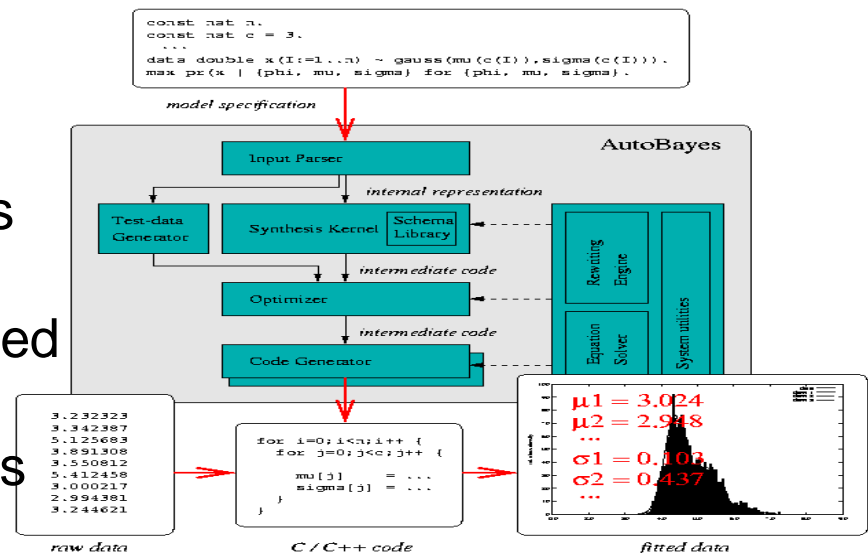 const nat n.
const nat c = 3.
...
data double x(I:=1..n) ~ gauss(mu(c(I)),sigma(c(I))).
max pr(x | {phi, mu, sigma} for {phi, mu, sigma}.
model specification
AutoBayes
Input Parser
internal representation
s
Test-data
Generator
Synthesis Kernel
Schema
Library
Rewriting
Engine
System utilities
intermediate code
Optimizer
ed
intermediate code
Equation
Solver
Code Generator
3.232323
3.342387
5.125683
3.891308
3.550812
5.412458
3.000217
2.994381
3.244621
s
for i=0;i<n;i++ {
for j=0;j<c;j++ {
mu[j] = ...
sigma[j] = ...
}
}
μ1 = 3.024
μ2 = 2.948
...
σ1 = 0.103
σ2 = 0.437
...
raw data
C / C++ code
fitted data